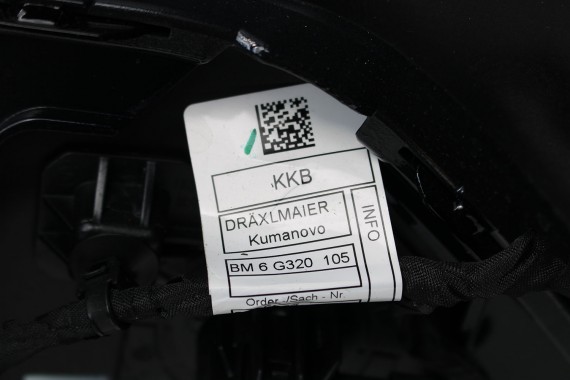 KKB
DRÄXLMAIER
Kumanovo
INFO
BM 6 G320 105
Order -/Sach - Nr.